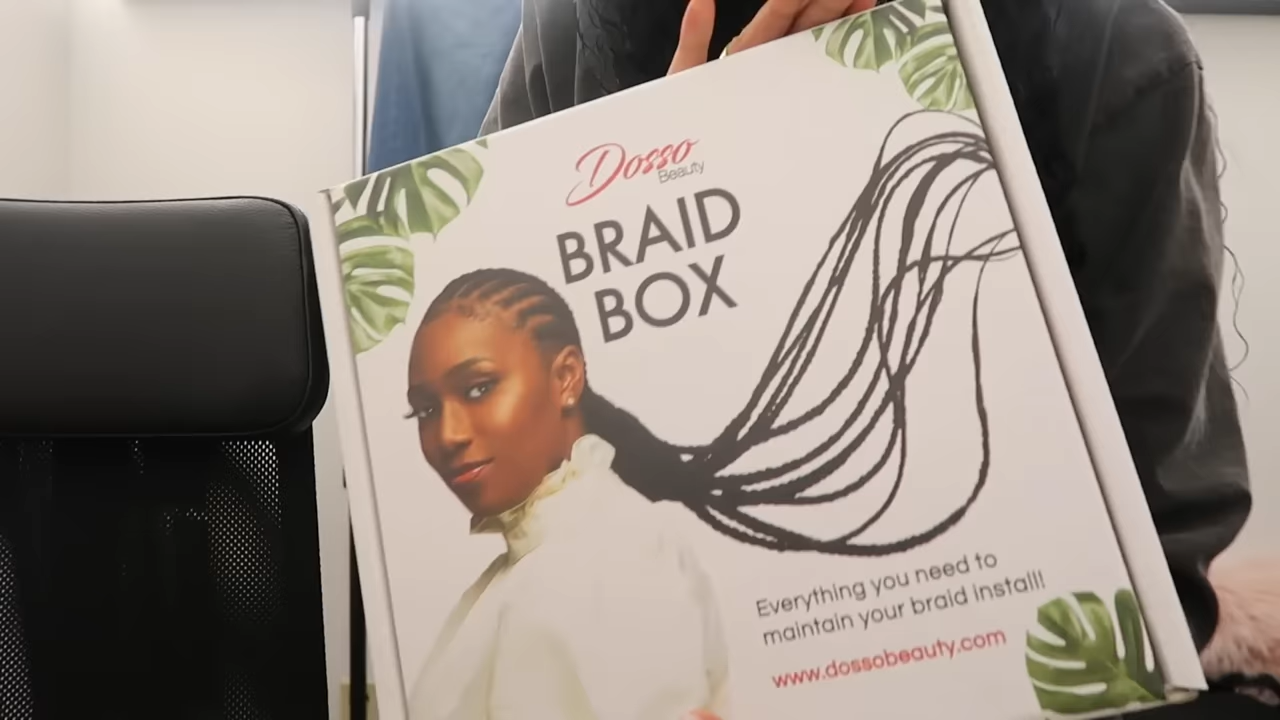 Dosso
Beauty
BRAID
BOX
Everything you need to
maintain your braid install!
www.dossobeauty.com